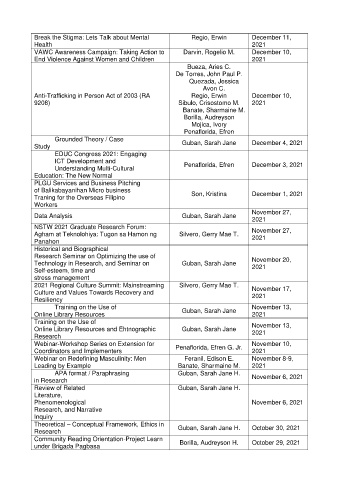 Break the Stigma: Lets Talk about Mental
Health
Regio, Erwin
December 11,
2021
VAWC Awareness Campaign: Taking Action to
End Violence Against Women and Children
Darvin, Rogelio M.
December 10,
2021
Anti-Trafficking in Person Act of 2003 (RA
9208)
Bueza, Aries C.
De Torres, John Paul P.
Quezada, Jessica
Avon C.
Regio, Erwin
Sibulo, Crisostomo M.
Banate, Sharmaine M.
Borilla, Audreyson
Mojica, Ivory
Penaflorida, Efren
December 10,
2021
Grounded Theory / Case
Study
Guban, Sarah Jane
December 4, 2021
EDUC Congress 2021: Engaging
ICT Development and
Understanding Multi-Cultural
Education: The New Normal
Penaflorida, Efren
December 3, 2021
PLGU Services and Business Pitching
of Balikabayanihan Micro business
Traning for the Overseas Filipino
Workers
Son, Kristina
December 1, 2021
Data Analysis
Guban, Sarah Jane
November 27,
2021
NSTW 2021 Graduate Research Forum:
Agham at Teknolohiya: Tugon sa Hamon ng
Panahon
Silvero, Gerry Mae T.
November 27,
2021
Historical and Biographical
Research Seminar on Optimizing the use of
Technology in Research, and Seminar on
Self-esteem, time and
stress management
Guban, Sarah Jane
November 20,
2021
2021 Regional Culture Summit: Mainstreaming
Culture and Values Towards Recovery and
Resiliency
Silvero, Gerry Mae T.
November 17,
2021
Training on the Use of
Online Library Resources
Guban, Sarah Jane
November 13,
2021
Training on the Use of
Online Library Resources and Ehtnographic
Research
Guban, Sarah Jane
November 13,
2021
Webinar-Workshop Series on Extension for
Coordinators and Implementers
Penaflorida, Efren G. Jr.
November 10,
2021
Webinar on Redefining Masculinity: Men
Leading by Example
Feranil, Edison E.
Banate, Sharmaine M.
November 8-9,
2021
APA format / Paraphrasing
in Research
Guban, Sarah Jane H.
November 6, 2021
Review of Related
Literature,
Phenomenological
Research, and Narrative
Inquiry
Guban, Sarah Jane H.
November 6, 2021
Theoretical – Conceptual Framework, Ethics in
Research
Guban, Sarah Jane H.
October 30, 2021
Community Reading Orientation-Project Learn
under Brigada Pagbasa
Borilla, Audreyson H.
October 29, 2021